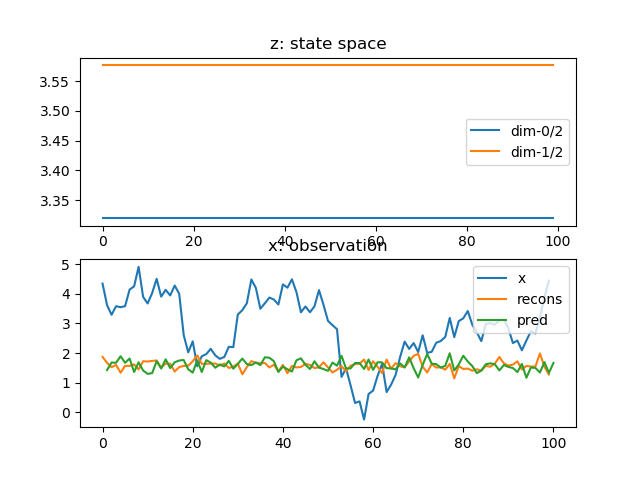 z: state space
3.55
3.50
3.45
3.40
3.35
dim-0/2
dim-1/2
0 20 40 60 80 100
x: observation
5
4
3
2
1
0
x
recons
pred
0 20 40 60 80 100